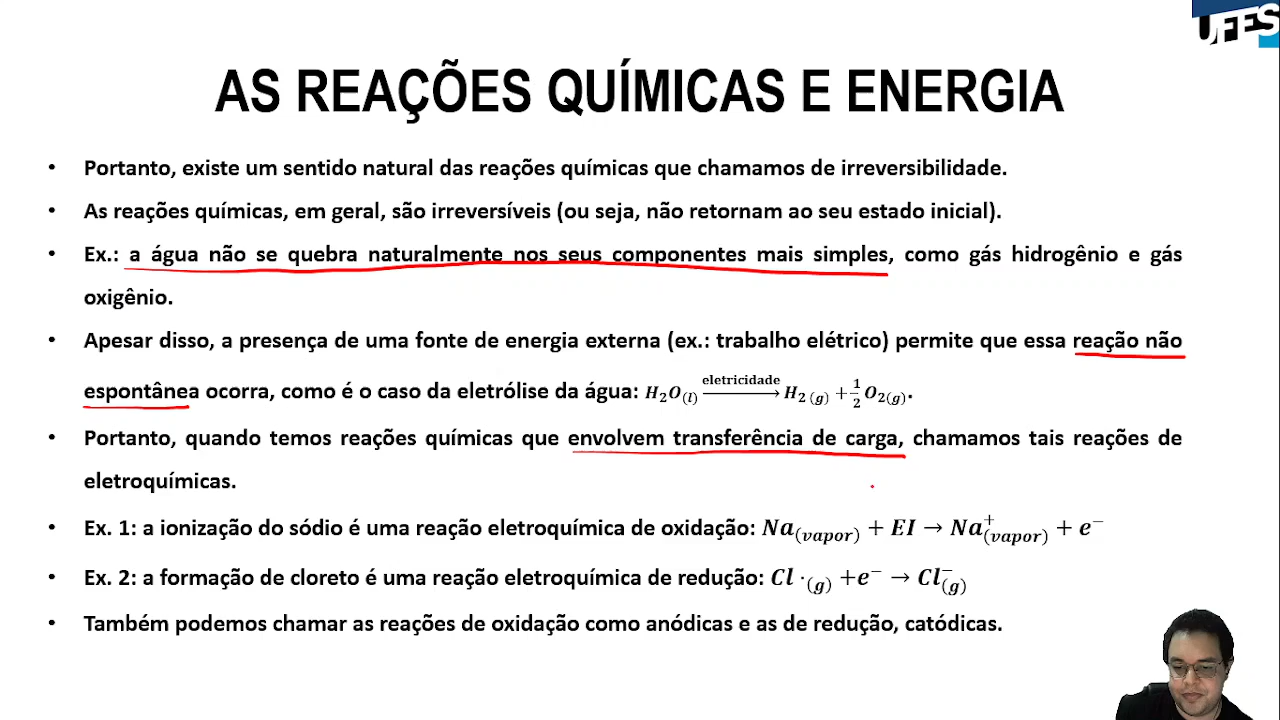 UFES
AS REAÇÕES QUÍMICAS E ENERGIA
• Portanto, existe um sentido natural das reações químicas que chamamos de irreversibilidade.
• As reações químicas, em geral, são irreversíveis (ou seja, não retornam ao seu estado inicial).
• Ex.: a água não se quebra naturalmente nos seus componentes mais simples, como gás hidrogênio e gás
oxigênio.
• Apesar disso, a presença de uma fonte de energia externa (ex.: trabalho elétrico) permite que essa reação não
espontânea ocorra, como é o caso da eletrólise da água: H₂O₍l₎ —eletricidade→ H₂ ₍g₎ + 1/2 O₂₍g₎.
• Portanto, quando temos reações químicas que envolvem transferência de carga, chamamos tais reações de
eletroquímicas.
• Ex. 1: a ionização do sódio é uma reação eletroquímica de oxidação: Na(vapor) + EI → Na⁺(vapor) + e⁻
• Ex. 2: a formação de cloreto é uma reação eletroquímica de redução: Cl·(g) +e⁻ → Cl⁻(g)
• Também podemos chamar as reações de oxidação como anódicas e as de redução, catódicas.